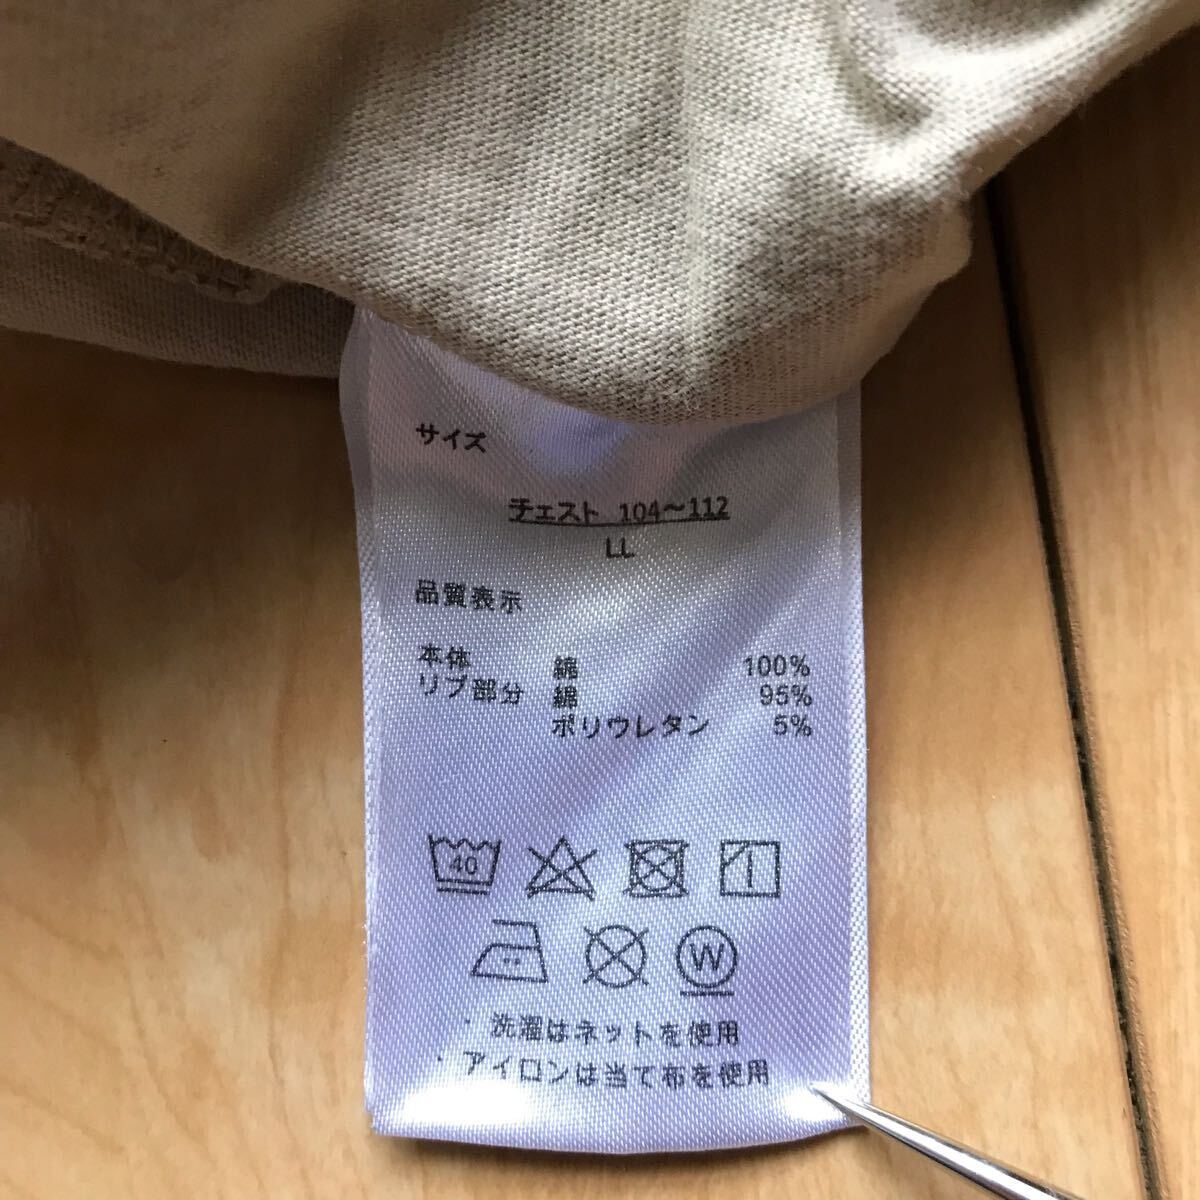 サイズ
チェスト 104～112
LL
品質表示
本体 綿 100%
リブ部分 綿 95%
ポリウレタン 5%
40
W
・洗濯はネットを使用
・アイロンは当て布を使用